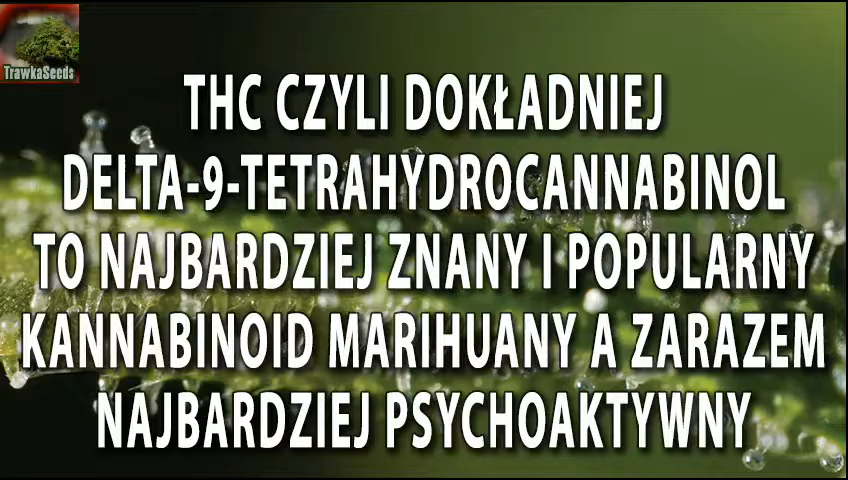 TrawkaSeeds
THC CZYLI DOKŁADNIEJ
DELTA-9-TETRAHYDROCANNABINOL
TO NAJBARDZIEJ ZNANY I POPULARNY
KANNABINOID MARIHUANY A ZARAZEM
NAJBARDZIEJ PSYCHOAKTYWNY